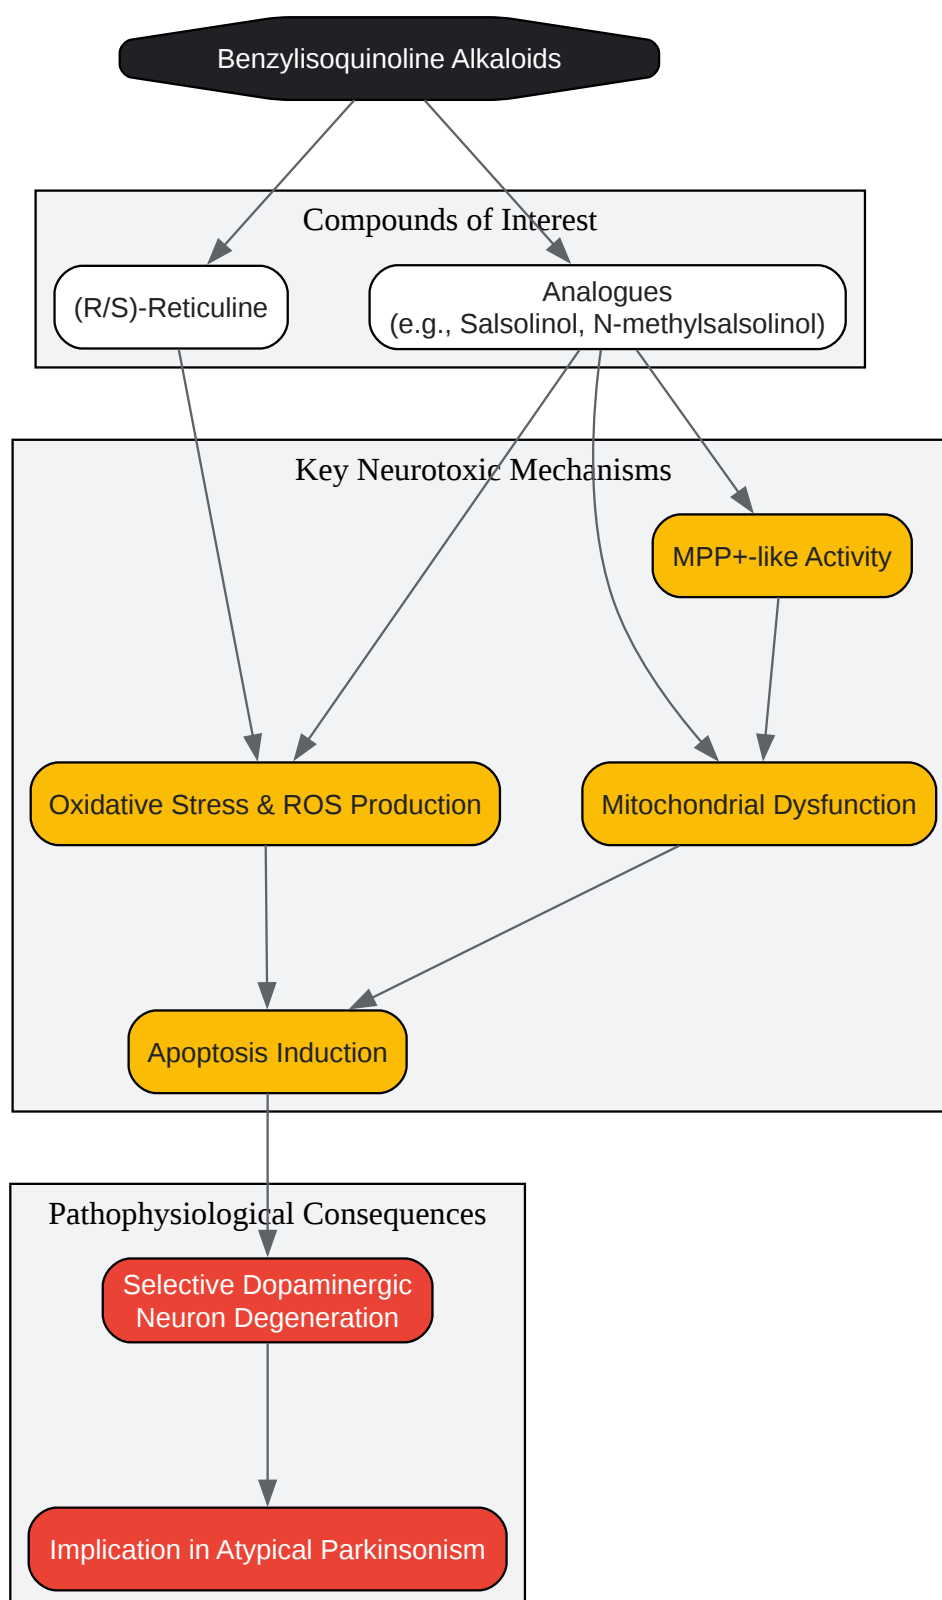 Benzylisoquinoline Alkaloids
Compounds of Interest
(R/S)-Reticuline
Analogues
(e.g., Salsolinol, N-methylsalsolinol)
Key Neurotoxic Mechanisms
MPP+-like Activity
Oxidative Stress & ROS Production
Mitochondrial Dysfunction
Apoptosis Induction
Pathophysiological Consequences
Selective Dopaminergic
Neuron Degeneration
Implication in Atypical Parkinsonism